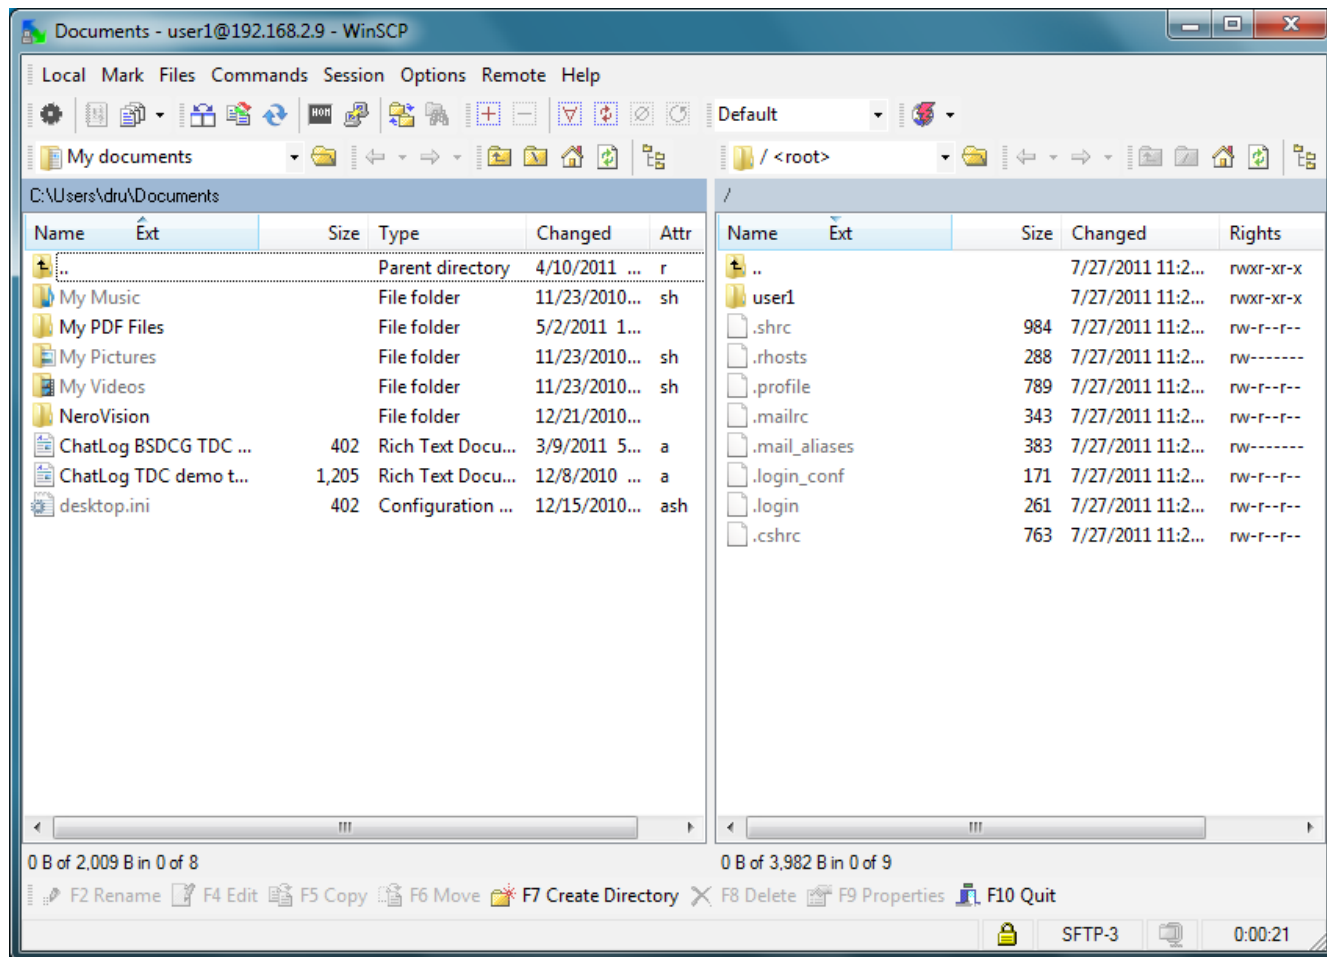 Documents - user1@192.168.2.9 - WinSCP
Local Mark Files Commands Session Options Remote Help
Default
My documents
/ <root>
C:\Users\dru\Documents
/
Name Ext Size Type Changed Attr
Name Ext Size Changed Rights
.. Parent directory 4/10/2011 ... r
My Music File folder 11/23/2010... sh
My PDF Files File folder 5/2/2011 1...
My Pictures File folder 11/23/2010... sh
My Videos File folder 11/23/2010... sh
NeroVision File folder 12/21/2010...
ChatLog BSDCG TDC ... 402 Rich Text Docu... 3/9/2011 5... a
ChatLog TDC demo t... 1,205 Rich Text Docu... 12/8/2010 ... a
desktop.ini 402 Configuration ... 12/15/2010... ash
.. 7/27/2011 11:2... rwxr-xr-x
user1 7/27/2011 11:2... rwxr-xr-x
.shrc 984 7/27/2011 11:2... rw-r--r--
.rhosts 288 7/27/2011 11:2... rw-------
.profile 789 7/27/2011 11:2... rw-r--r--
.mailrc 343 7/27/2011 11:2... rw-r--r--
.mail_aliases 383 7/27/2011 11:2... rw-------
.login_conf 171 7/27/2011 11:2... rw-r--r--
.login 261 7/27/2011 11:2... rw-r--r--
.cshrc 763 7/27/2011 11:2... rw-r--r--
0 B of 2,009 B in 0 of 8
0 B of 3,982 B in 0 of 9
F2 Rename F4 Edit F5 Copy F6 Move F7 Create Directory F8 Delete F9 Properties F10 Quit
SFTP-3 0:00:21